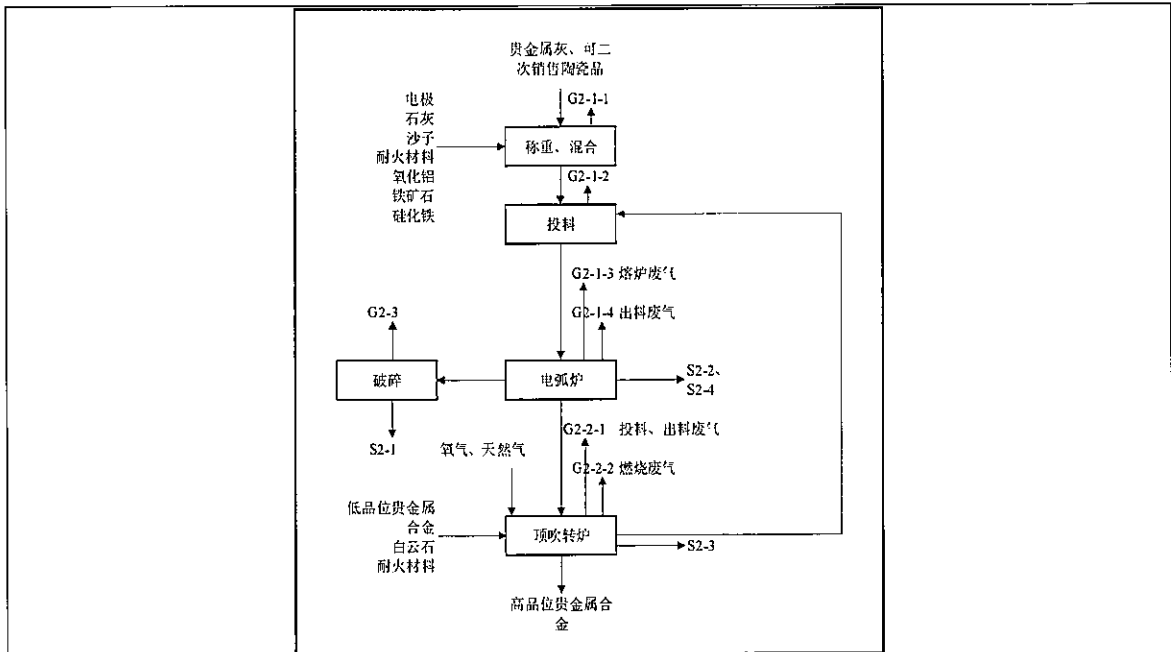 贵金属灰、可二
次销售陶瓷品
电极
石灰
沙子
耐火材料
氧化铝
铁矿石
硅化铁
G2-1-1
称重、混合
G2-1-2
投料
G2-1-3 熔炉废气
G2-3
G2-1-4 出料废气
破碎
电弧炉
S2-2、
S2-4
S2-1
氧气、天然气
G2-2-1 投料、出料废气
G2-2-2 燃烧废气
低品位贵金属
合金
白云石
耐火材料
顶吹转炉
S2-3
高品位贵金属合
金